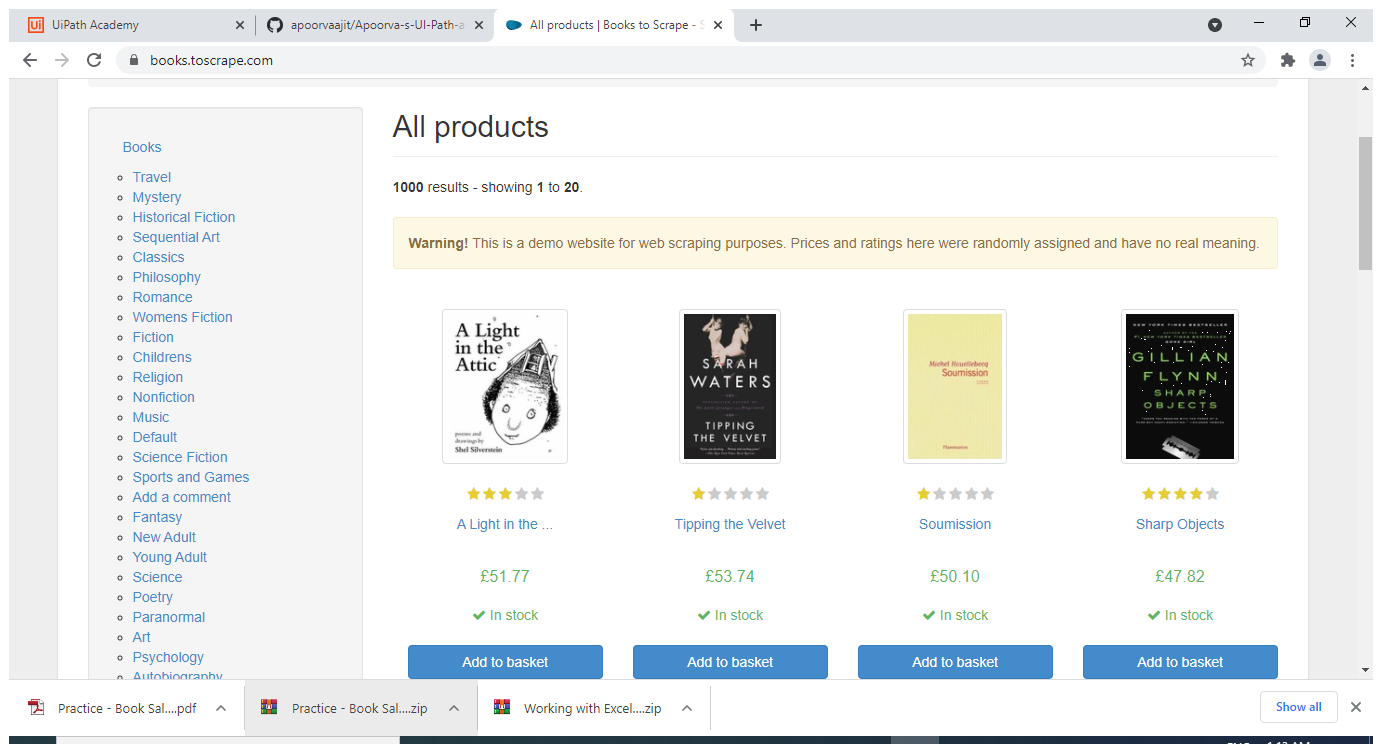 UiPath Academy
apoorvaajit/Apoorva-s-UI-Path-a
All products | Books to Scrape - S
books.toscrape.com
Books
Travel
Mystery
Historical Fiction
Sequential Art
Classics
Philosophy
Romance
Womens Fiction
Fiction
Childrens
Religion
Nonfiction
Music
Default
Science Fiction
Sports and Games
Add a comment
Fantasy
New Adult
Young Adult
Science
Poetry
Paranormal
Art
Psychology
Autobiography
All products
1000 results - showing 1 to 20.
Warning! This is a demo website for web scraping purposes. Prices and ratings here were randomly assigned and have no real meaning.
A Light
in the
Attic
poems and
drawings by
Shel Silverstein
SARAH
WATERS
TIPPING
THE VELVET
Michel Houellebecq
Soumission
Flammarion
NEW YORK TIMES BESTSELLER
GONE GIRL
GILLIAN
FLYNN
SHARP
OBJECTS
A Light in the ...
Tipping the Velvet
Soumission
Sharp Objects
£51.77
£53.74
£50.10
£47.82
In stock
In stock
In stock
In stock
Add to basket
Add to basket
Add to basket
Add to basket
Practice - Book Sal....pdf
Practice - Book Sal....zip
Working with Excel....zip
Show all